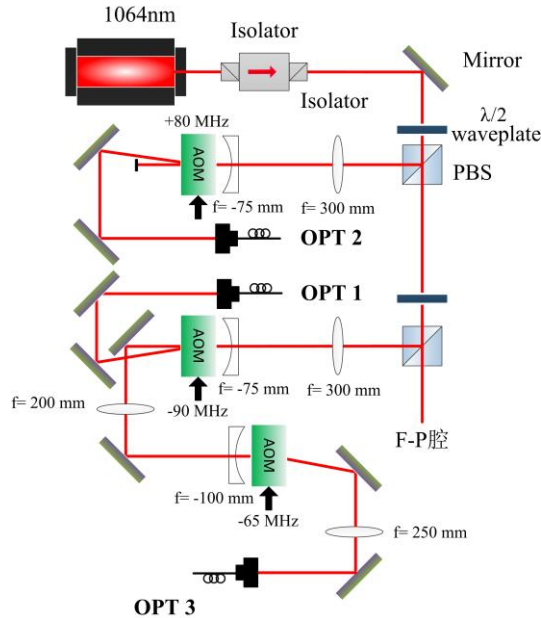 1064nm
Isolator
Mirror
Isolator
λ/2
waveplate
+80 MHz
AOM
PBS
f= -75 mm
f= 300 mm
OPT 2
OPT 1
AOM
f= -75 mm
f= 300 mm
f= 200 mm
-90 MHz
F-P腔
AOM
f= -100 mm
-65 MHz
f= 250 mm
OPT 3